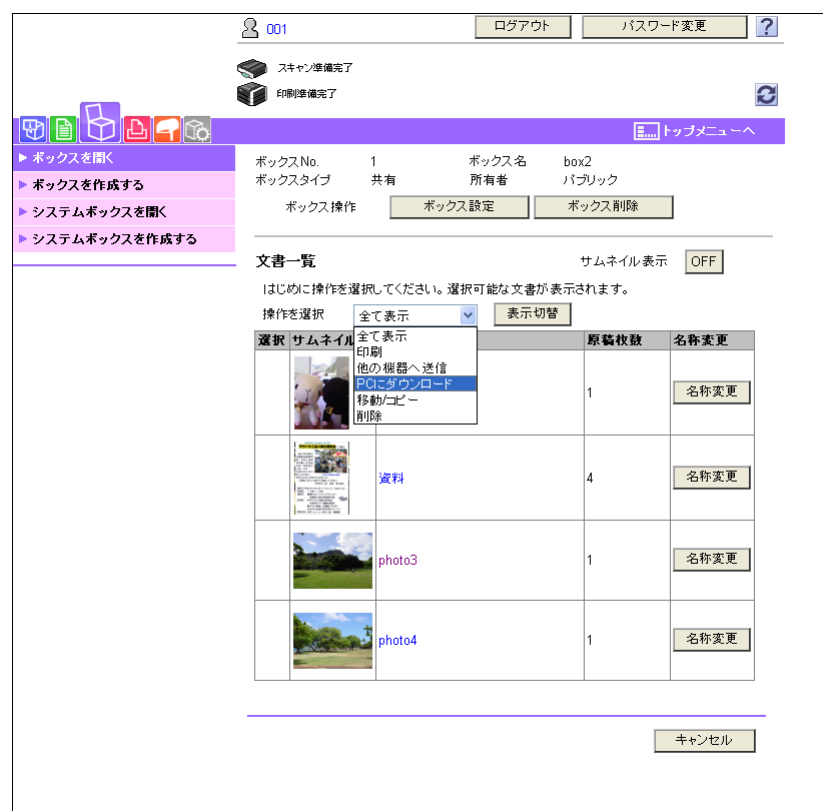 001 ログアウト パスワード変更 ?
スキャン準備完了
印刷準備完了
トップメニューへ
ボックスを開く
ボックスを作成する
システムボックスを開く
システムボックスを作成する
ボックスNo. 1 ボックス名 box2
ボックスタイプ 共有 所有者 パブリック
ボックス操作 ボックス設定 ボックス削除
文書一覧 サムネイル表示 OFF
はじめに操作を選択してください。選択可能な文書が表示されます。
操作を選択 全て表示 表示切替
全て表示
印刷
他の機器へ送信
PCにダウンロード
移動/コピー
削除
選択 サムネイル 原稿枚数 名称変更
1 名称変更
資料 4 名称変更
photo3 1 名称変更
photo4 1 名称変更
キャンセル